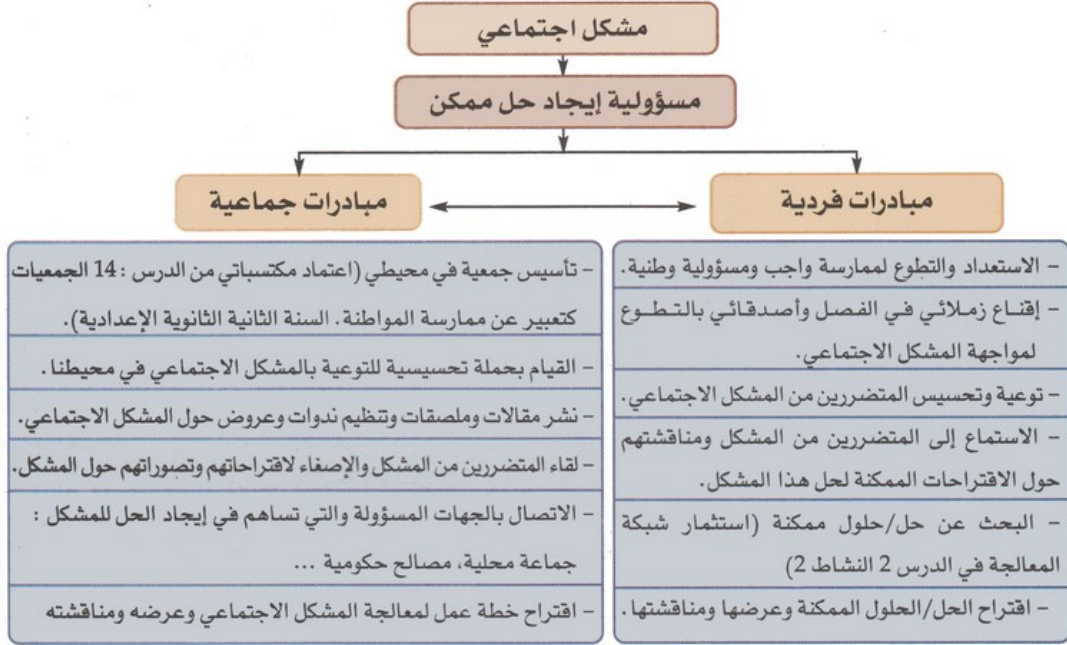 مشكل اجتماعي
مسؤولية إيجاد حل ممكن
مبادرات فردية
مبادرات جماعية
– الاستعداد والتطوع لممارسة واجب ومسؤولية وطنية.
– إقناع زملائي في الفصل وأصدقائي بالتطوع
لمواجهة المشكل الاجتماعي.
– توعية وتحسيس المتضررين من المشكل الاجتماعي.
– الاستماع إلى المتضررين من المشكل ومناقشتهم
حول الاقتراحات الممكنة لحل هذا المشكل.
– البحث عن حل/حلول ممكنة (استثمار شبكة
المعالجة في الدرس 2 النشاط 2)
– اقتراح الحل/الحلول الممكنة وعرضها ومناقشتها.
– تأسيس جمعية في محيطي (اعتماد مكتسباتي من الدرس : 14 الجمعيات
كتعبير عن ممارسة المواطنة. السنة الثانية الثانوية الإعدادية).
– القيام بحملة تحسيسية للتوعية بالمشكل الاجتماعي في محيطنا.
– نشر مقالات وملصقات وتنظيم ندوات وعروض حول المشكل الاجتماعي.
– لقاء المتضررين من المشكل والإصغاء لاقتراحاتهم وتصوراتهم حول المشكل.
– الاتصال بالجهات المسؤولة والتي تساهم في إيجاد الحل للمشكل :
جماعة محلية، مصالح حكومية ...
– اقتراح خطة عمل لمعالجة المشكل الاجتماعي وعرضه ومناقشته